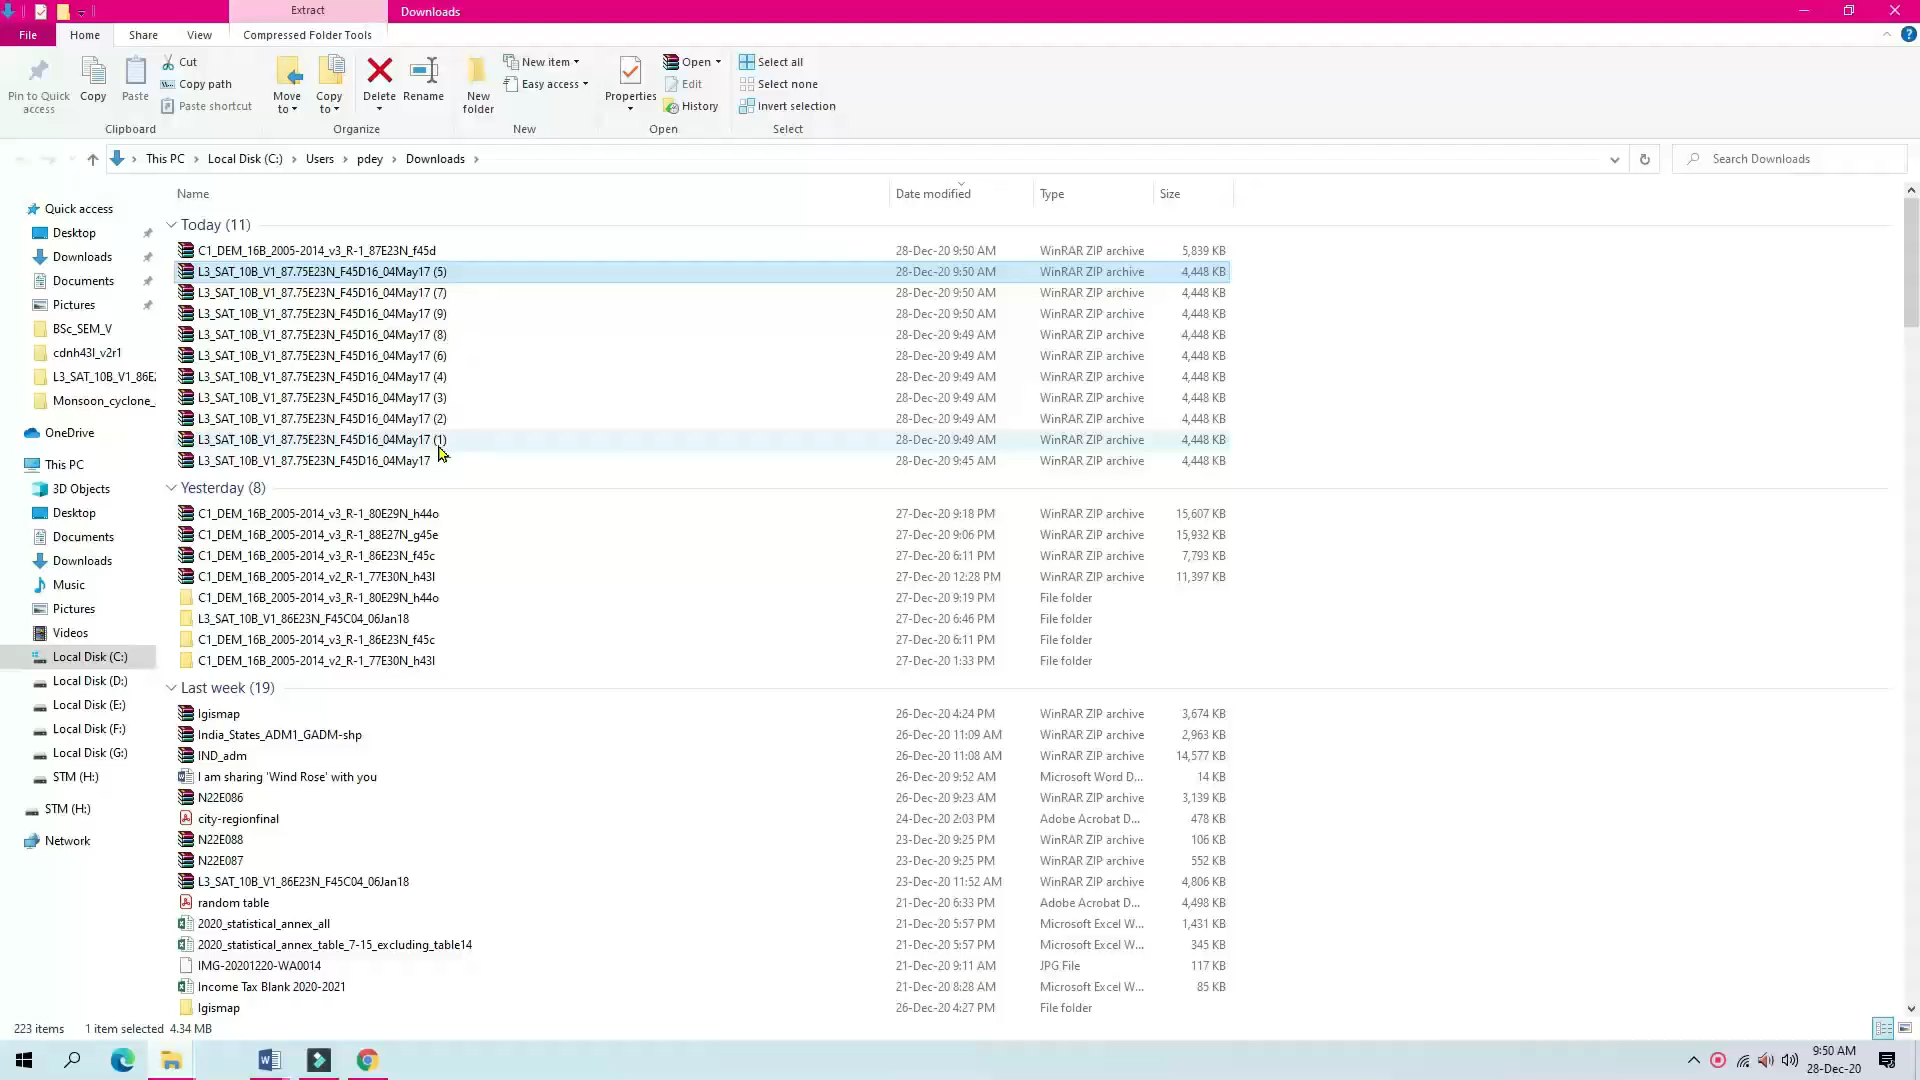 Extract
Downloads
File Home Share View Compressed Folder Tools
Pin to Quick access
Copy
Paste
Cut
Copy path
Paste shortcut
Move to
Copy to
Delete
Rename
New folder
New item
Easy access
Properties
Open
Edit
History
Select all
Select none
Invert selection
Clipboard Organize New Open Select
This PC Local Disk (C:) Users pdey Downloads
Search Downloads
Name Date modified Type Size
Quick access
Desktop
Downloads
Documents
Pictures
BSc_SEM_V
cdnh43l_v2r1
L3_SAT_10B_V1_86E
Monsoon_cyclone_
OneDrive
This PC
3D Objects
Desktop
Documents
Downloads
Music
Pictures
Videos
Local Disk (C:)
Local Disk (D:)
Local Disk (E:)
Local Disk (F:)
Local Disk (G:)
STM (H:)
STM (H:)
Network
Today (11)
C1_DEM_16B_2005-2014_v3_R-1_87E23N_f45d 28-Dec-20 9:50 AM WinRAR ZIP archive 5,839 KB
L3_SAT_10B_V1_87.75E23N_F45D16_04May17 (5) 28-Dec-20 9:50 AM WinRAR ZIP archive 4,448 KB
L3_SAT_10B_V1_87.75E23N_F45D16_04May17 (7) 28-Dec-20 9:50 AM WinRAR ZIP archive 4,448 KB
L3_SAT_10B_V1_87.75E23N_F45D16_04May17 (9) 28-Dec-20 9:50 AM WinRAR ZIP archive 4,448 KB
L3_SAT_10B_V1_87.75E23N_F45D16_04May17 (8) 28-Dec-20 9:49 AM WinRAR ZIP archive 4,448 KB
L3_SAT_10B_V1_87.75E23N_F45D16_04May17 (6) 28-Dec-20 9:49 AM WinRAR ZIP archive 4,448 KB
L3_SAT_10B_V1_87.75E23N_F45D16_04May17 (4) 28-Dec-20 9:49 AM WinRAR ZIP archive 4,448 KB
L3_SAT_10B_V1_87.75E23N_F45D16_04May17 (3) 28-Dec-20 9:49 AM WinRAR ZIP archive 4,448 KB
L3_SAT_10B_V1_87.75E23N_F45D16_04May17 (2) 28-Dec-20 9:49 AM WinRAR ZIP archive 4,448 KB
L3_SAT_10B_V1_87.75E23N_F45D16_04May17 (1) 28-Dec-20 9:49 AM WinRAR ZIP archive 4,448 KB
L3_SAT_10B_V1_87.75E23N_F45D16_04May17 28-Dec-20 9:45 AM WinRAR ZIP archive 4,448 KB
Yesterday (8)
C1_DEM_16B_2005-2014_v3_R-1_80E29N_h44o 27-Dec-20 9:18 PM WinRAR ZIP archive 15,607 KB
C1_DEM_16B_2005-2014_v3_R-1_88E27N_g45e 27-Dec-20 9:06 PM WinRAR ZIP archive 15,932 KB
C1_DEM_16B_2005-2014_v3_R-1_86E23N_f45c 27-Dec-20 6:11 PM WinRAR ZIP archive 7,793 KB
C1_DEM_16B_2005-2014_v2_R-1_77E30N_h43l 27-Dec-20 12:28 PM WinRAR ZIP archive 11,397 KB
C1_DEM_16B_2005-2014_v3_R-1_80E29N_h44o 27-Dec-20 9:19 PM File folder
L3_SAT_10B_V1_86E23N_F45C04_06Jan18 27-Dec-20 6:46 PM File folder
C1_DEM_16B_2005-2014_v3_R-1_86E23N_f45c 27-Dec-20 6:11 PM File folder
C1_DEM_16B_2005-2014_v2_R-1_77E30N_h43l 27-Dec-20 1:33 PM File folder
Last week (19)
Igismap 26-Dec-20 4:24 PM WinRAR ZIP archive 3,674 KB
India_States_ADM1_GADM-shp 26-Dec-20 11:09 AM WinRAR ZIP archive 2,963 KB
IND_adm 26-Dec-20 11:08 AM WinRAR ZIP archive 14,577 KB
I am sharing 'Wind Rose' with you 26-Dec-20 9:52 AM Microsoft Word D... 14 KB
N22E086 26-Dec-20 9:23 AM WinRAR ZIP archive 3,139 KB
city-regionfinal 24-Dec-20 2:03 PM Adobe Acrobat D... 478 KB
N22E088 23-Dec-20 9:25 PM WinRAR ZIP archive 106 KB
N22E087 23-Dec-20 9:25 PM WinRAR ZIP archive 552 KB
L3_SAT_10B_V1_86E23N_F45C04_06Jan18 23-Dec-20 11:52 AM WinRAR ZIP archive 4,806 KB
random table 21-Dec-20 6:33 PM Adobe Acrobat D... 4,498 KB
2020_statistical_annex_all 21-Dec-20 5:57 PM Microsoft Excel W... 1,431 KB
2020_statistical_annex_table_7-15_excluding_table14 21-Dec-20 5:57 PM Microsoft Excel W... 345 KB
IMG-20201220-WA0014 21-Dec-20 9:11 AM JPG File 117 KB
Income Tax Blank 2020-2021 21-Dec-20 8:28 AM Microsoft Excel W... 85 KB
Igismap 26-Dec-20 4:27 PM File folder
223 items 1 item selected 4.34 MB
9:50 AM
28-Dec-20